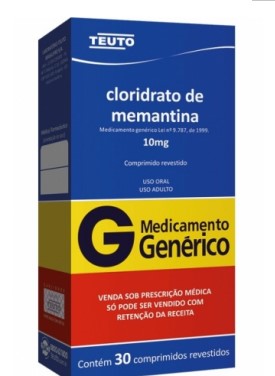 TEUTO
cloridrato de
memantina
Medicamento genérico Lei nº 9.787, de 1999.
10mg
Comprimido revestido
USO ORAL
USO ADULTO
G Medicamento
Genérico
VENDA SOB PRESCRIÇÃO MÉDICA
SÓ PODE SER VENDIDO COM
RETENÇÃO DA RECEITA
Contém 30 comprimidos revestidos